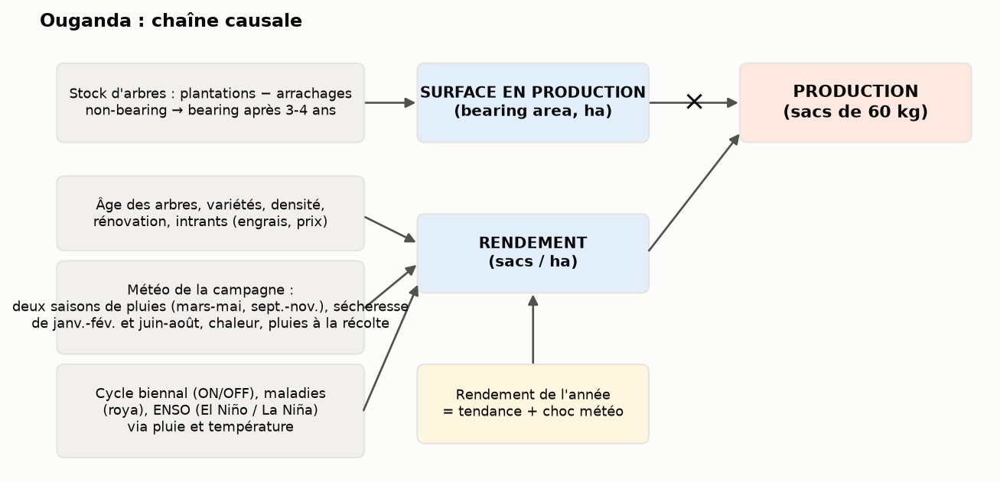 Ouganda : chaîne causale
Stock d'arbres : plantations − arrachages
non-bearing → bearing après 3-4 ans
SURFACE EN PRODUCTION
(bearing area, ha)
×
PRODUCTION
(sacs de 60 kg)
Âge des arbres, variétés, densité,
rénovation, intrants (engrais, prix)
RENDEMENT
(sacs / ha)
Météo de la campagne :
deux saisons de pluies (mars-mai, sept.-nov.), sécheresse
de janv.-fév. et juin-août, chaleur, pluies à la récolte
Cycle biennal (ON/OFF), maladies
(roya), ENSO (El Niño / La Niña)
via pluie et température
Rendement de l'année
= tendance + choc météo